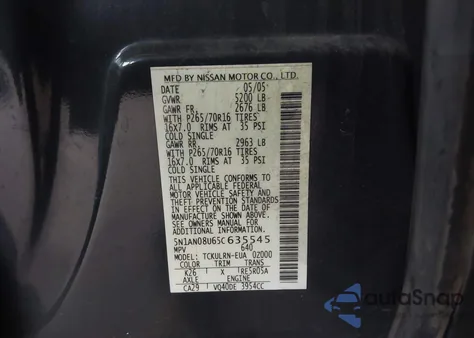 MFD BY NISSAN MOTOR CO., LTD.
DATE 05/05
GVWR 5200 LB
GAWR FR. 2676 LB
WITH P265/70R16 TIRES
16X7.0 RIMS AT 35 PSI
COLD SINGLE
GAWR RR. 2963 LB
WITH P265/70R16 TIRES
16X7.0 RIMS AT 35 PSI
COLD SINGLE
THIS VEHICLE CONFORMS TO
ALL APPLICABLE FEDERAL
MOTOR VEHICLE SAFETY AND
THEFT PREVENTION STANDARDS
IN EFFECT ON THE DATE OF
MANUFACTURE SHOWN ABOVE.
ADDITIONAL INFO: SEE
OWNERS MANUAL
5N1AN08U65C635545
MPV 640
MODEL: TCKULRN-EUA 02000
COLOR TRIM TRANS
K26 X RE5R05A
AXLE ENGINE
CA29 VQ40DE 3954CC
AutoSnap